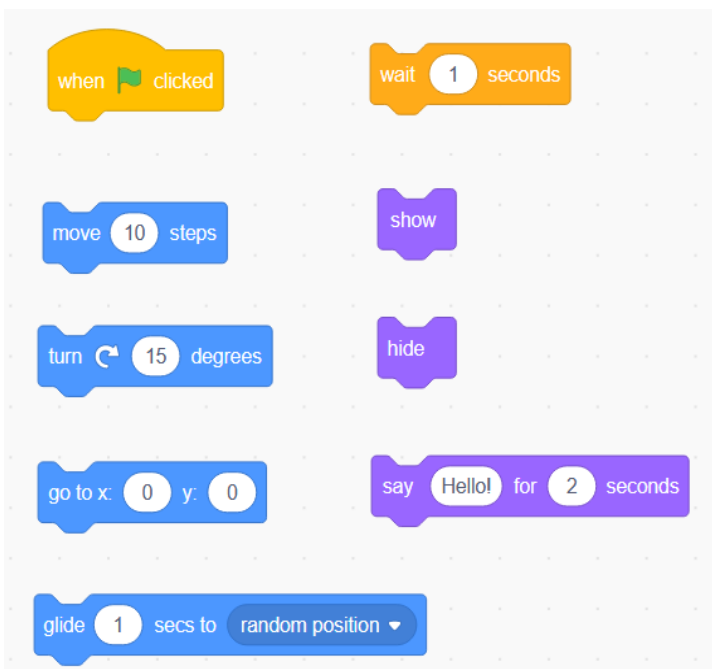 when clicked
wait 1 seconds
move 10 steps
show
turn 15 degrees
hide
go to x: 0 y: 0
say Hello! for 2 seconds
glide 1 secs to random position